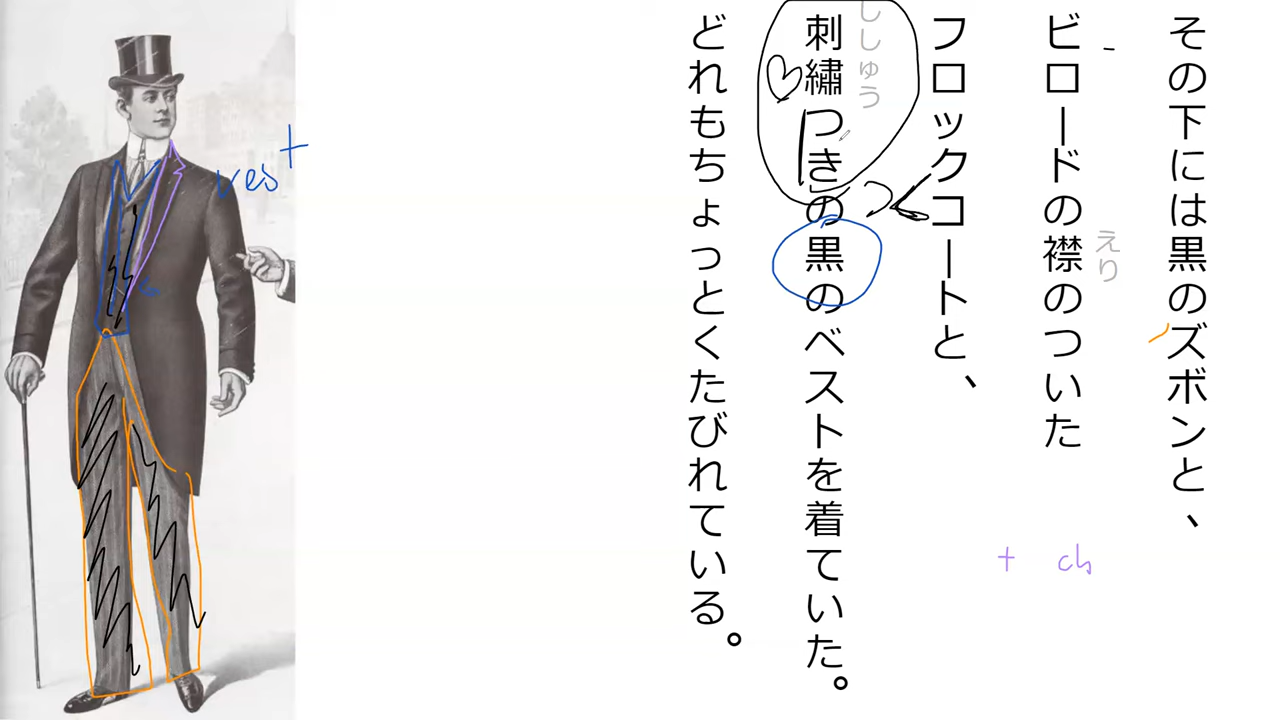 その下には黒のズボンと、
ビロードの襟のついた
えり
フロックコートと、
刺繡つきの黒のベストを着ていた。
ししゅう
どれもちょっとくたびれている。
vest
t ch